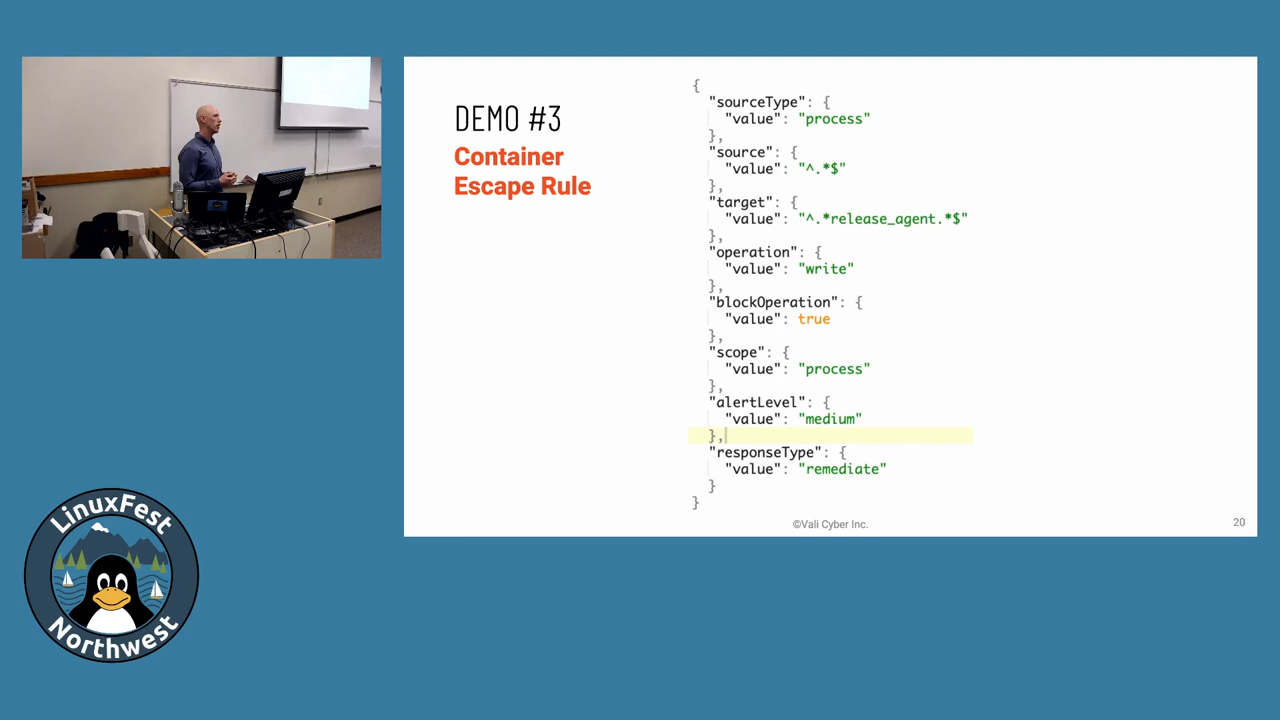 DEMO #3
Container
Escape Rule
{
"sourceType": {
"value": "process"
},
"source": {
"value": "^.*$"
},
"target": {
"value": "^.*release_agent.*$"
},
"operation": {
"value": "write"
},
"blockOperation": {
"value": true
},
"scope": {
"value": "process"
},
"alertLevel": {
"value": "medium"
},
"responseType": {
"value": "remediate"
}
}
©Vali Cyber Inc.
20
LinuxFest
Northwest